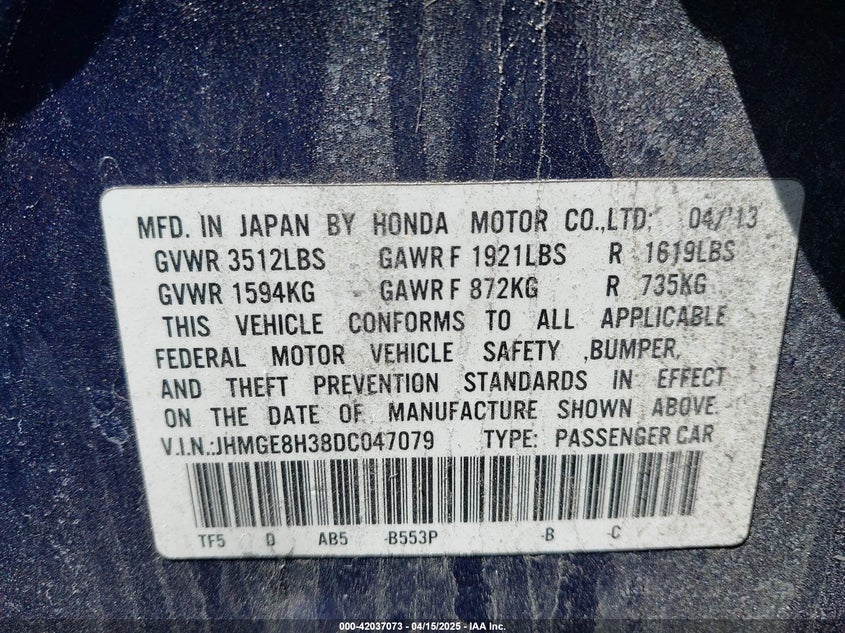 MFD. IN JAPAN BY HONDA MOTOR CO.,LTD. 04/'13
GVWR 3512LBS GAWR F 1921LBS R 1619LBS
GVWR 1594KG GAWR F 872KG R 735KG
THIS VEHICLE CONFORMS TO ALL APPLICABLE
FEDERAL MOTOR VEHICLE SAFETY ,BUMPER,
AND THEFT PREVENTION STANDARDS IN EFFECT
ON THE DATE OF MANUFACTURE SHOWN ABOVE.
V.I.N.:JHMGE8H38DC047079 TYPE: PASSENGER CAR
TF5 D AB5 -B553P -B -C
000-42037073 - 04/15/2025 - IAA Inc.